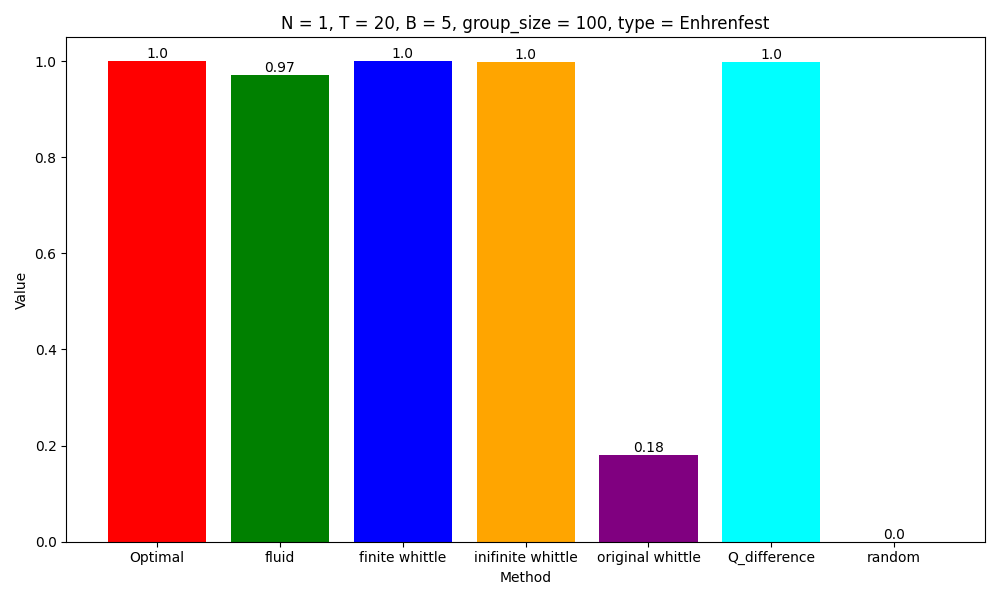 N = 1, T = 20, B = 5, group_size = 100, type = Enhrenfest
1.0
0.97
1.0
1.0
0.18
1.0
0.0
Value
1.0
0.8
0.6
0.4
0.2
0.0
Optimal
fluid
finite whittle
inifinite whittle
original whittle
Q_difference
random
Method